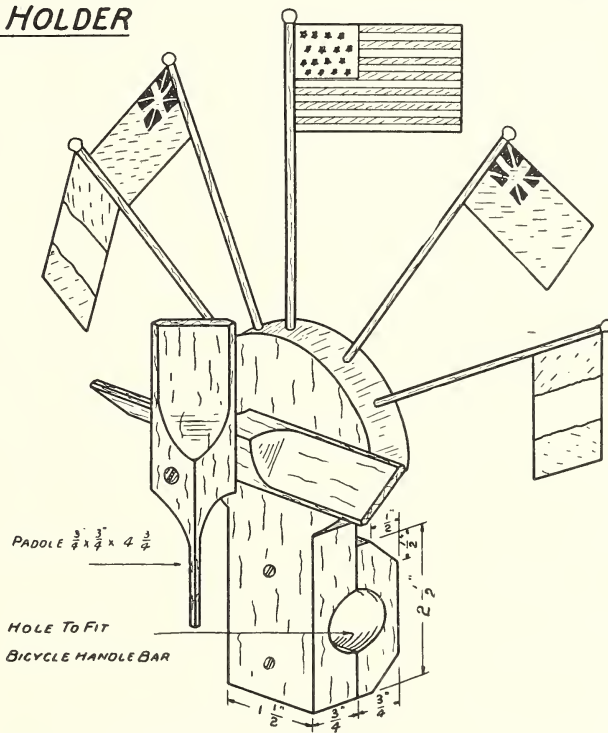 HOLDER
PADDLE 3/4" x 3/4" x 4 3/4
HOLE TO FIT
BICYCLE HANDLE BAR
1/2"
1/2"
2 1/2"
1 1/2"
3/4"
3/4"